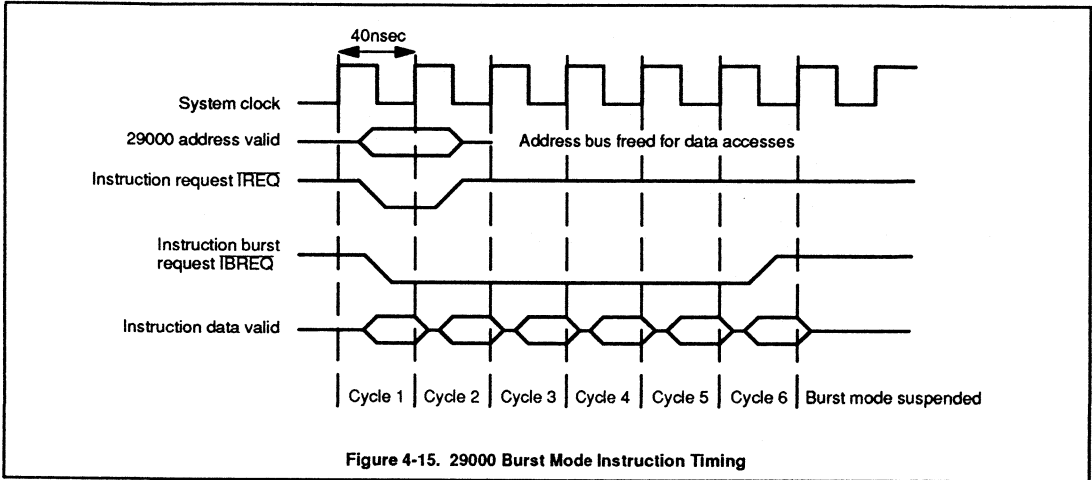 40nsec
System clock
29000 address valid
Address bus freed for data accesses
Instruction request I̅R̅E̅Q̅
Instruction burst
request I̅B̅R̅E̅Q̅
Instruction data valid
Cycle 1
Cycle 2
Cycle 3
Cycle 4
Cycle 5
Cycle 6
Burst mode suspended
Figure 4-15. 29000 Burst Mode Instruction Timing